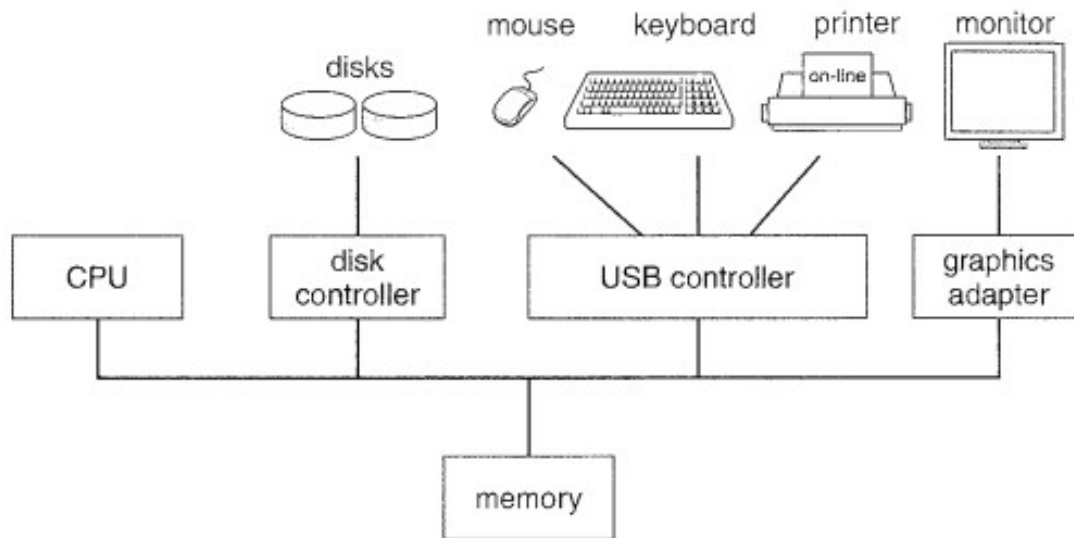 mouse keyboard printer monitor
disks
on-line
CPU
disk
controller
USB controller
graphics
adapter
memory